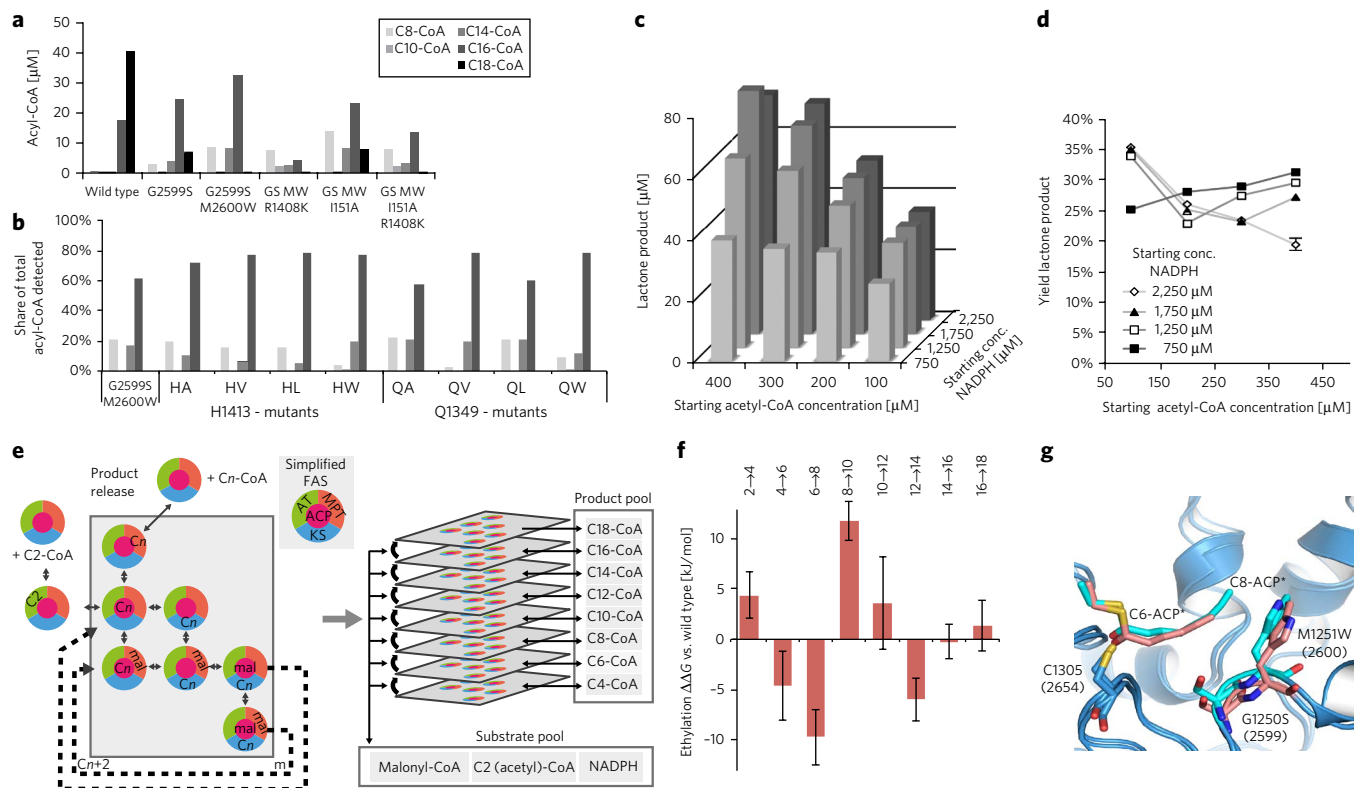 a
Acyl-CoA [µM]
50
40
30
20
10
0
C8-CoA
C10-CoA
C14-CoA
C16-CoA
C18-CoA
Wild type
G2599S
G2599S
M2600W
GS MW
R1408K
GS MW
I151A
GS MW
I151A
R1408K
b
Share of total
acyl-CoA detected
100%
80%
60%
40%
20%
0%
G2599S
M2600W
HA
HV
HL
HW
QA
QV
QL
QW
H1413 - mutants
Q1349 - mutants
c
Lactone product [µM]
80
60
40
20
0
400
300
200
100
Starting acetyl-CoA concentration [µM]
2,250
1,750
1,250
750
Starting conc.
NADPH [µM]
d
Yield lactone product
40%
35%
30%
25%
20%
15%
10%
5%
0%
Starting conc.
NADPH
2,250 µM
1,750 µM
1,250 µM
750 µM
50
150
250
350
450
Starting acetyl-CoA concentration [µM]
e
Product
release
+ Cn-CoA
Simplified
FAS
AT
MPT
ACP
KS
+ C2-CoA
C2
Cn
Cn
Cn
Cn
mal
Cn
mal
mal
Cn
mal
mal
Cn
Cn+2
m
Product pool
C18-CoA
C16-CoA
C14-CoA
C12-CoA
C10-CoA
C8-CoA
C6-CoA
C4-CoA
Substrate pool
Malonyl-CoA
C2 (acetyl)-CoA
NADPH
f
2→4
4→6
6→8
8→10
10→12
12→14
14→16
16→18
Ethylation ΔΔG vs. wild type [kJ/mol]
10
5
0
−5
−10
g
C8-ACP*
C6-ACP*
M1251W
(2600)
C1305
(2654)
G1250S
(2599)